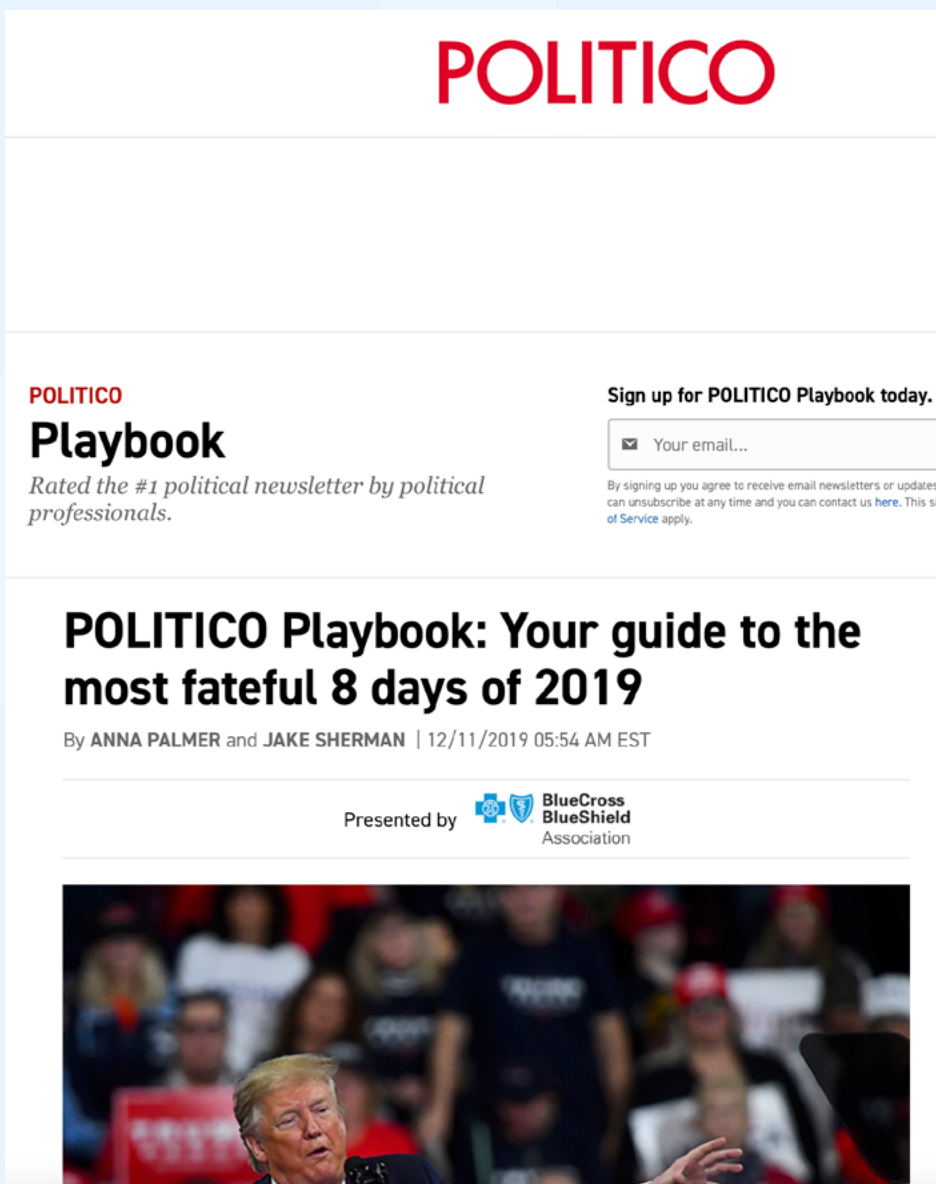 POLITICO
POLITICO
Playbook
Rated the #1 political newsletter by political
professionals.
Sign up for POLITICO Playbook today.
Your email...
By signing up you agree to receive email newsletters or updates
can unsubscribe at any time and you can contact us here. This si
of Service apply.
POLITICO Playbook: Your guide to the
most fateful 8 days of 2019
By ANNA PALMER and JAKE SHERMAN | 12/11/2019 05:54 AM EST
Presented by
BlueCross
BlueShield
Association